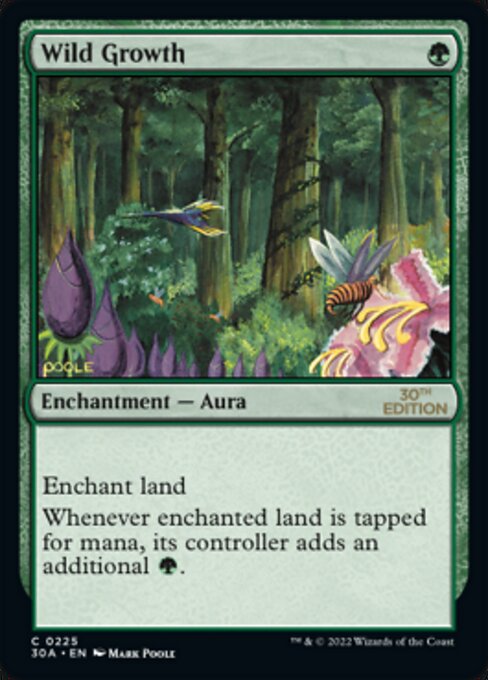 Wild Growth
POOLE
Enchantment — Aura
30TH
EDITION
Enchant land
Whenever enchanted land is tapped
for mana, its controller adds an
additional .
C 0225
30A • EN Mark Poole
™ & © 2022 Wizards of the Coast